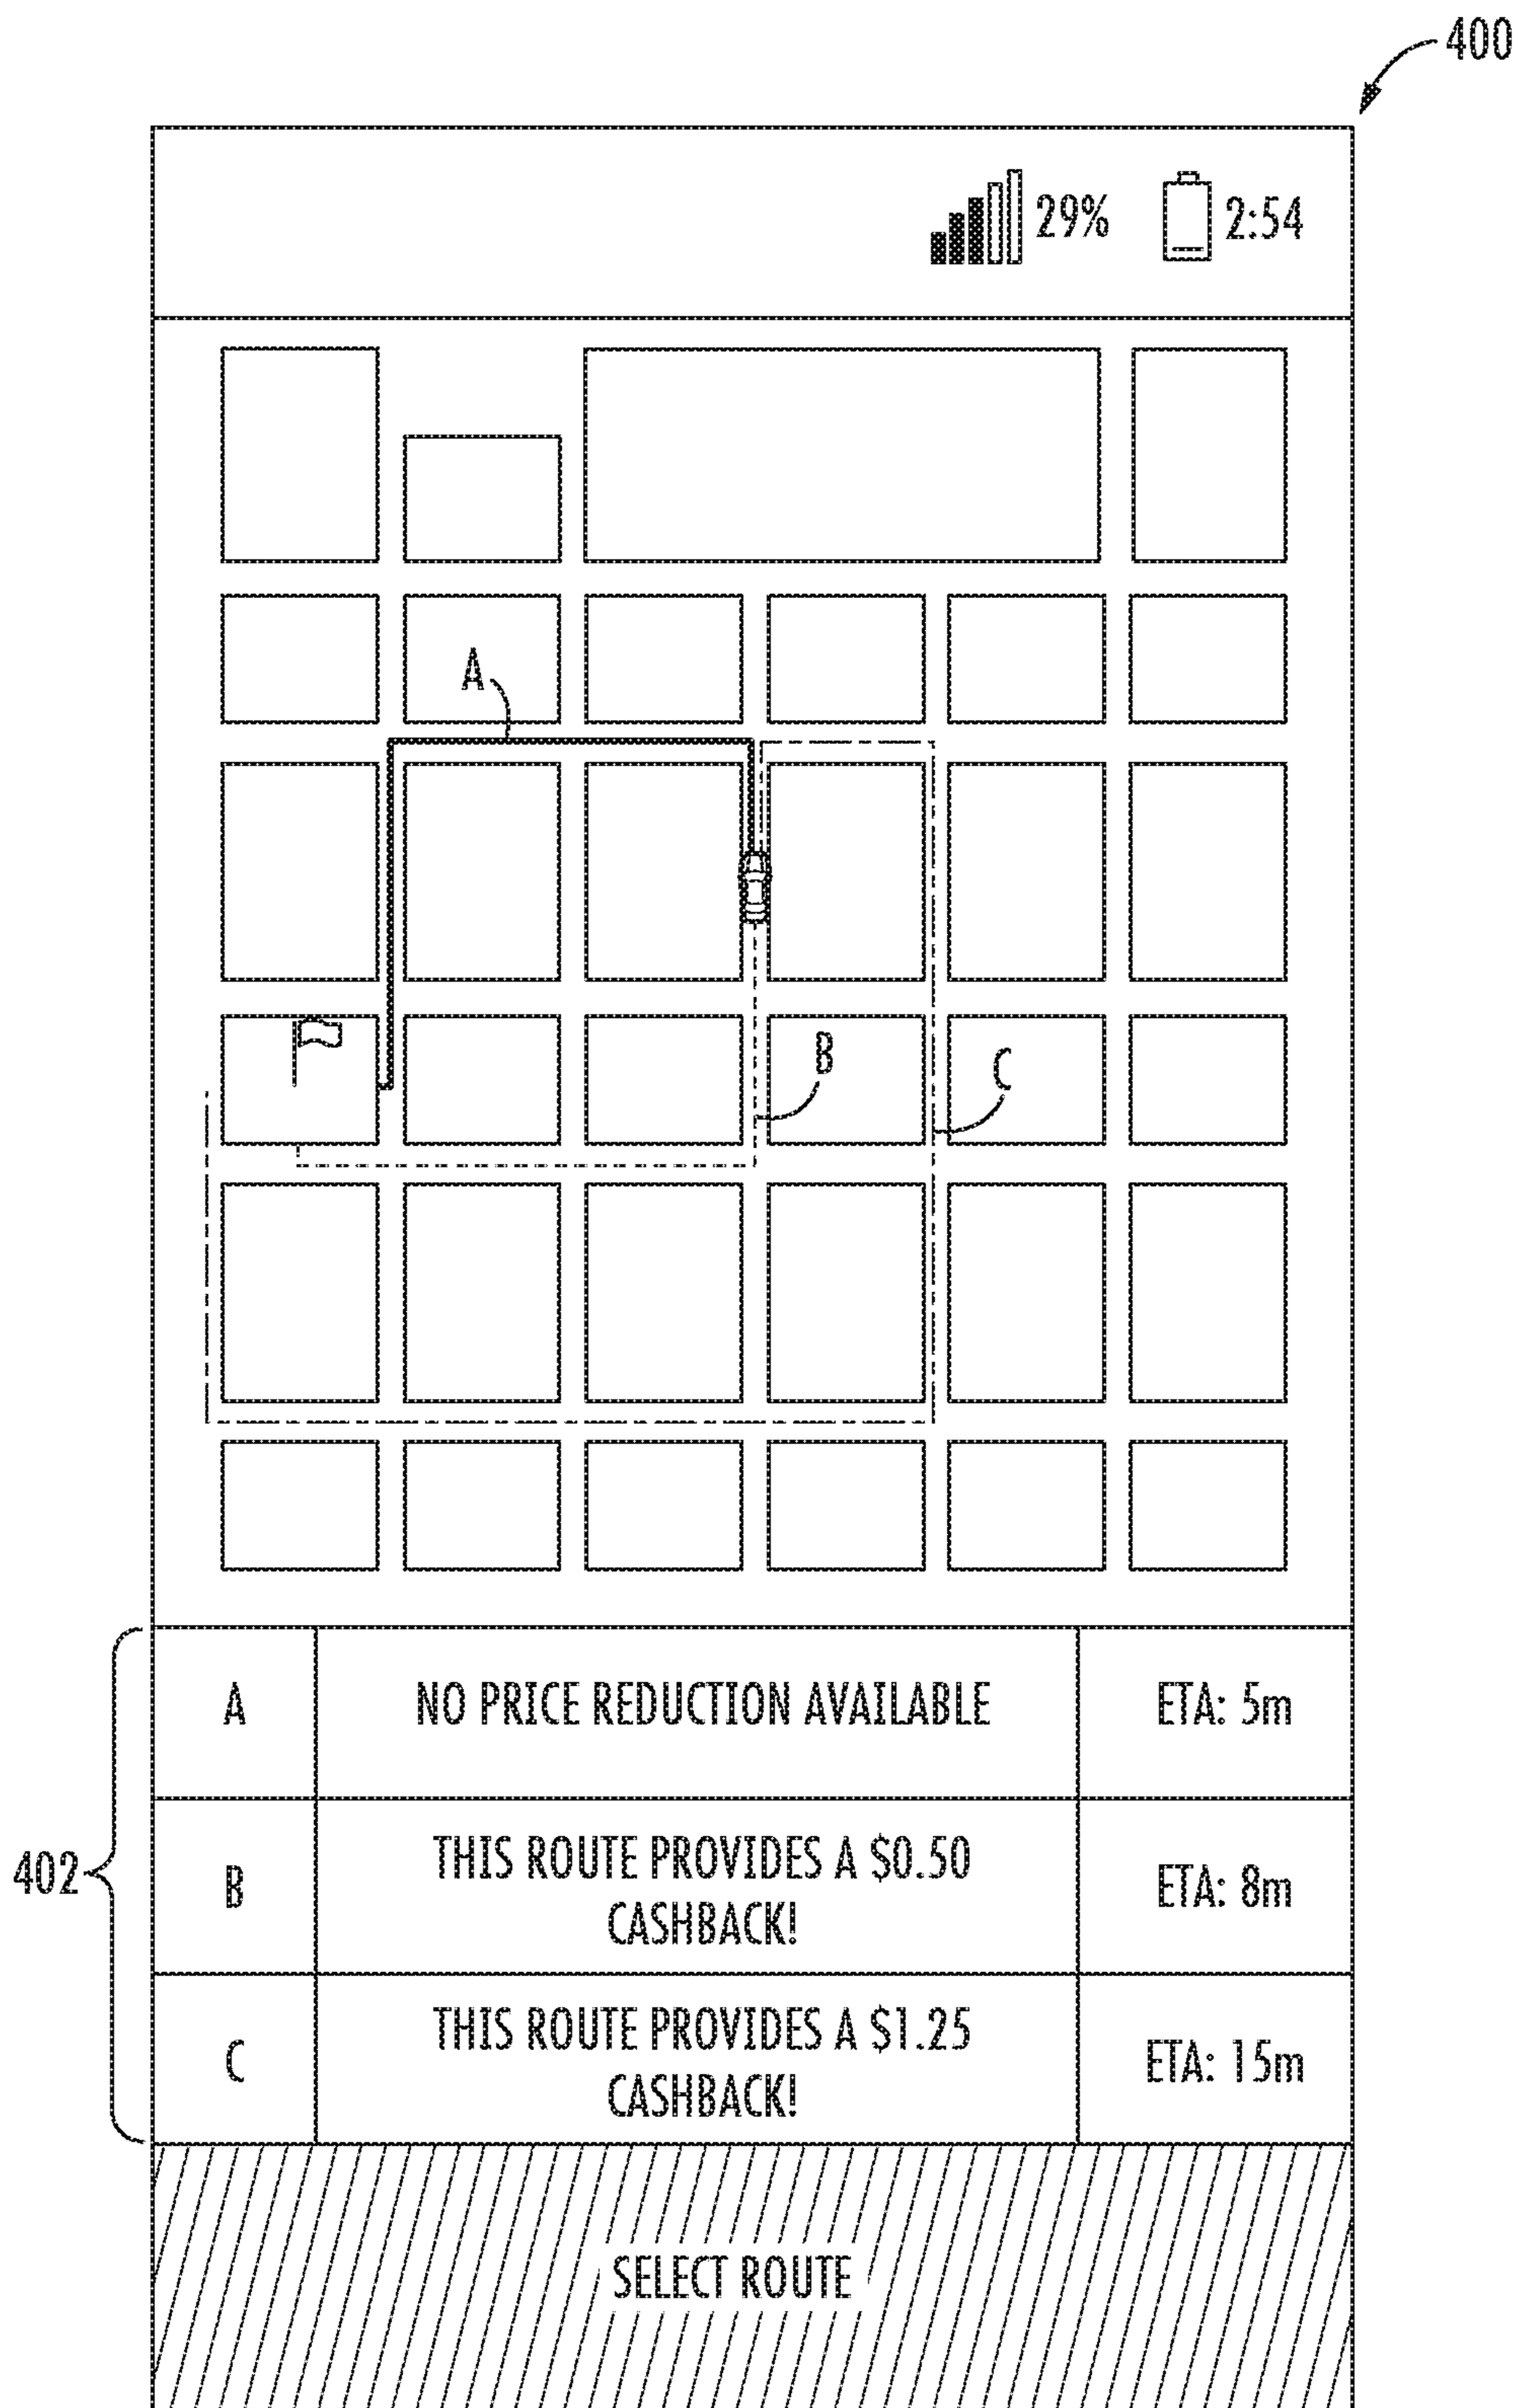 400
29% 2:54
A
B
C
402
A NO PRICE REDUCTION AVAILABLE ETA: 5m
B THIS ROUTE PROVIDES A $0.50
CASHBACK! ETA: 8m
C THIS ROUTE PROVIDES A $1.25
CASHBACK! ETA: 15m
SELECT ROUTE